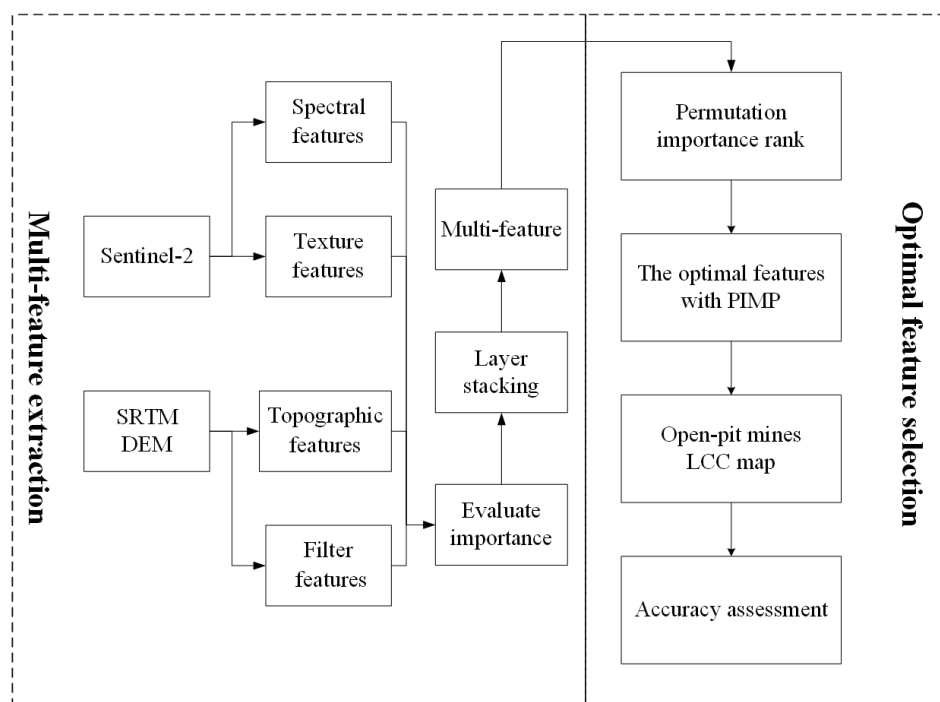 Multi-feature extraction
Sentinel-2
SRTM
DEM
Spectral
features
Texture
features
Topographic
features
Filter
features
Multi-feature
Layer
stacking
Evaluate
importance
Permutation
importance rank
The optimal features
with PIMP
Open-pit mines
LCC map
Accuracy assessment
Optimal feature selection